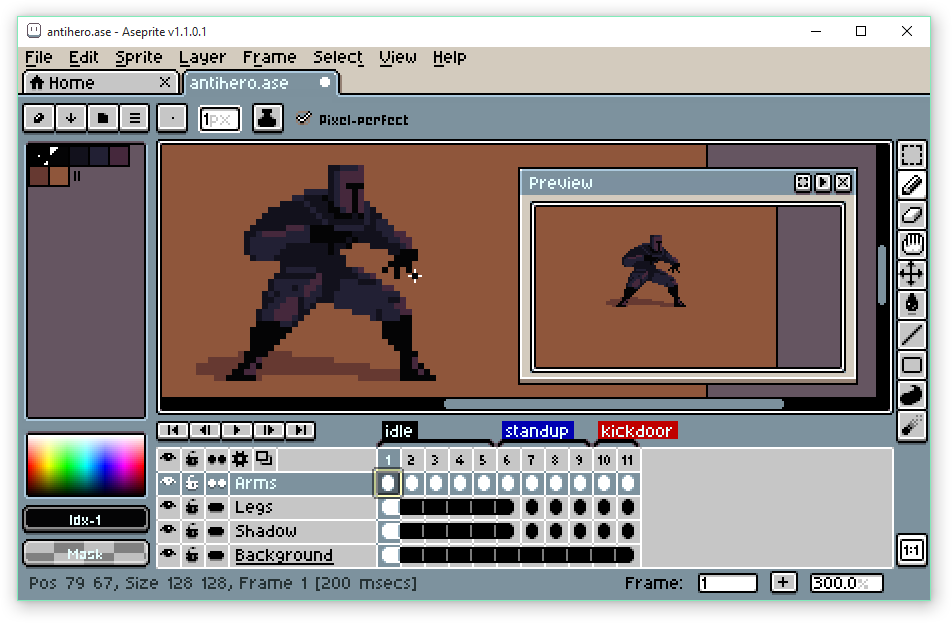 antihero.ase - Aseprite v1.1.0.1
File Edit Sprite Layer Frame Select View Help
Home antihero.ase
1px Pixel-perfect
Preview
idle standup kickdoor
1 2 3 4 5 6 7 8 9 10 11
Arms
Legs
Idx-1
Shadow
Mask
Background
1:1
Pos 79 67, Size 128 128, Frame 1 [200 msecs] Frame: 1 + 300.0%